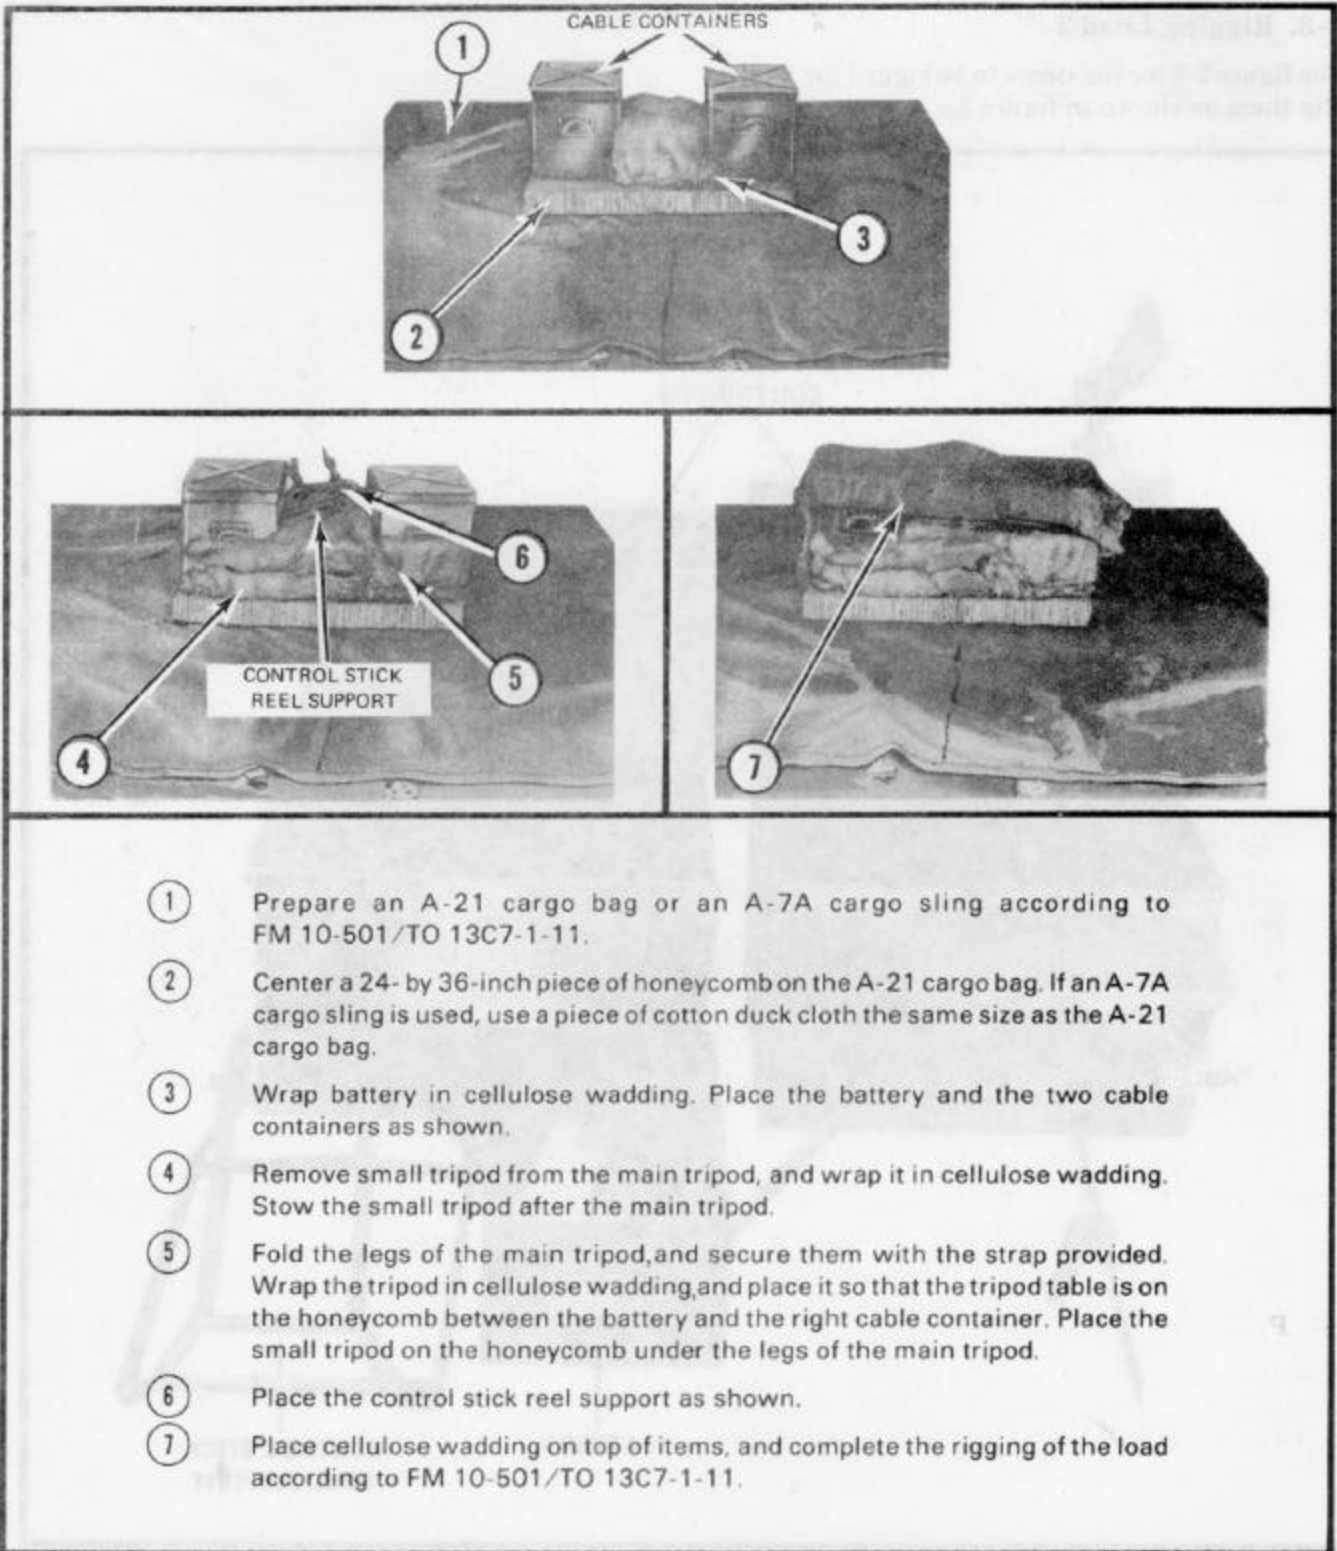 CABLE CONTAINERS
1
3
2
6
CONTROL STICK
REEL SUPPORT
5
4
7
1 Prepare an A-21 cargo bag or an A-7A cargo sling according to
FM 10-501/TO 13C7-1-11.
2 Center a 24- by 36-inch piece of honeycomb on the A-21 cargo bag. If an A-7A
cargo sling is used, use a piece of cotton duck cloth the same size as the A-21
cargo bag.
3 Wrap battery in cellulose wadding. Place the battery and the two cable
containers as shown.
4 Remove small tripod from the main tripod, and wrap it in cellulose wadding.
Stow the small tripod after the main tripod.
5 Fold the legs of the main tripod,and secure them with the strap provided.
Wrap the tripod in cellulose wadding,and place it so that the tripod table is on
the honeycomb between the battery and the right cable container. Place the
small tripod on the honeycomb under the legs of the main tripod.
6 Place the control stick reel support as shown.
7 Place cellulose wadding on top of items, and complete the rigging of the load
according to FM 10-501/TO 13C7-1-11.